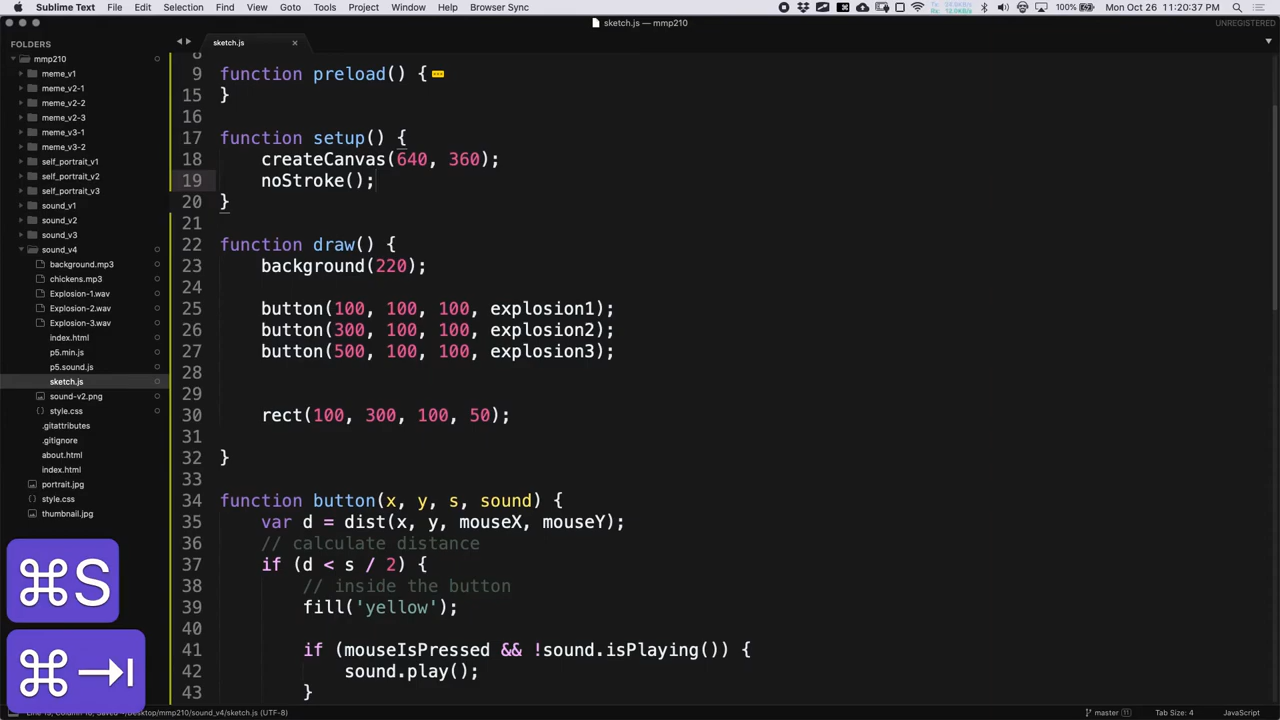 Sublime Text File Edit Selection Find View Goto Tools Project Window Help Browser Sync 100% Mon Oct 26 11:20:37 PM
sketch.js — mmp210 UNREGISTERED
FOLDERS
mmp210
meme_v1
meme_v2-1
meme_v2-2
meme_v2-3
meme_v3-1
meme_v3-2
self_portrait_v1
self_portrait_v2
self_portrait_v3
sound_v1
sound_v2
sound_v3
sound_v4
background.mp3
chickens.mp3
Explosion-1.wav
Explosion-2.wav
Explosion-3.wav
index.html
p5.min.js
p5.sound.js
sketch.js
sound-v2.png
style.css
.gitattributes
.gitignore
about.html
index.html
portrait.jpg
style.css
thumbnail.jpg
⌘S
⌘⇥
sketch.js ×
8
9 function preload() {
15 }
16
17 function setup() {
18 createCanvas(640, 360);
19 noStroke();
20 }
21
22 function draw() {
23 background(220);
24
25 button(100, 100, 100, explosion1);
26 button(300, 100, 100, explosion2);
27 button(500, 100, 100, explosion3);
28
29
30 rect(100, 300, 100, 50);
31
32 }
33
34 function button(x, y, s, sound) {
35 var d = dist(x, y, mouseX, mouseY);
36 // calculate distance
37 if (d < s / 2) {
38 // inside the button
39 fill('yellow');
40
41 if (mouseIsPressed && !sound.isPlaying()) {
42 sound.play();
43 }
/Desktop/mmp210/sound_v4/sketch.js (UTF-8) master 11 Tab Size: 4 JavaScript